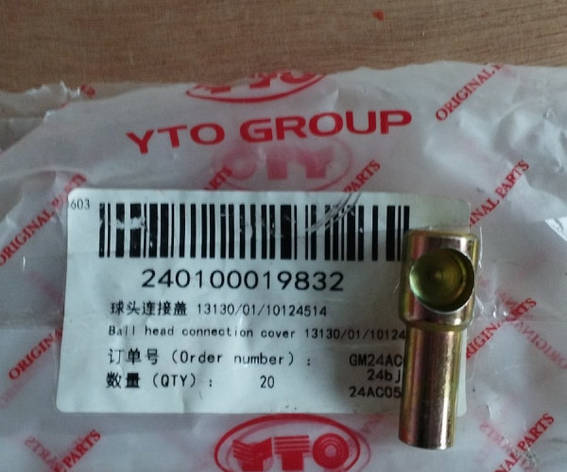 YTO
ORIGINAL PARTS
YTO GROUP
YTO
603
240100019832
球头连接盖 13130/01/10124514
Ball head connection cover 13130/01/10124
订单号 (Order number) : GM24AC
24bj
数量 (QTY) : 20
24AC05
YTO
ORIGINAL PARTS
ORIGINAL PARTS
ORIGINAL PARTS